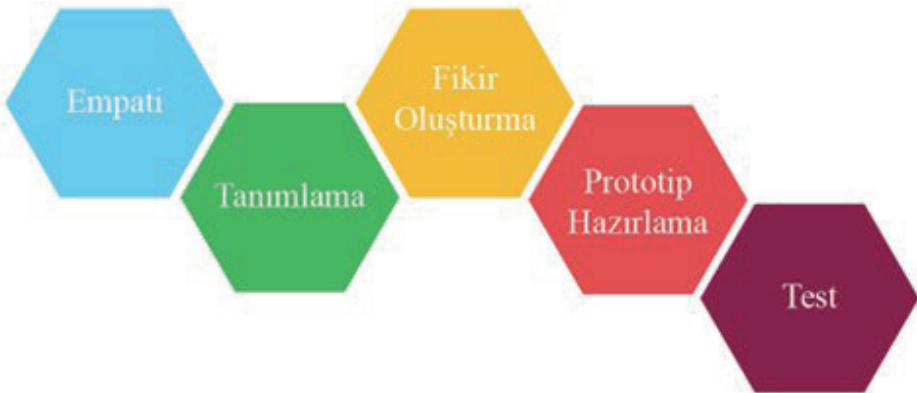 Empati
Tanımlama
Fikir
Oluşturma
Prototip
Hazırlama
Test